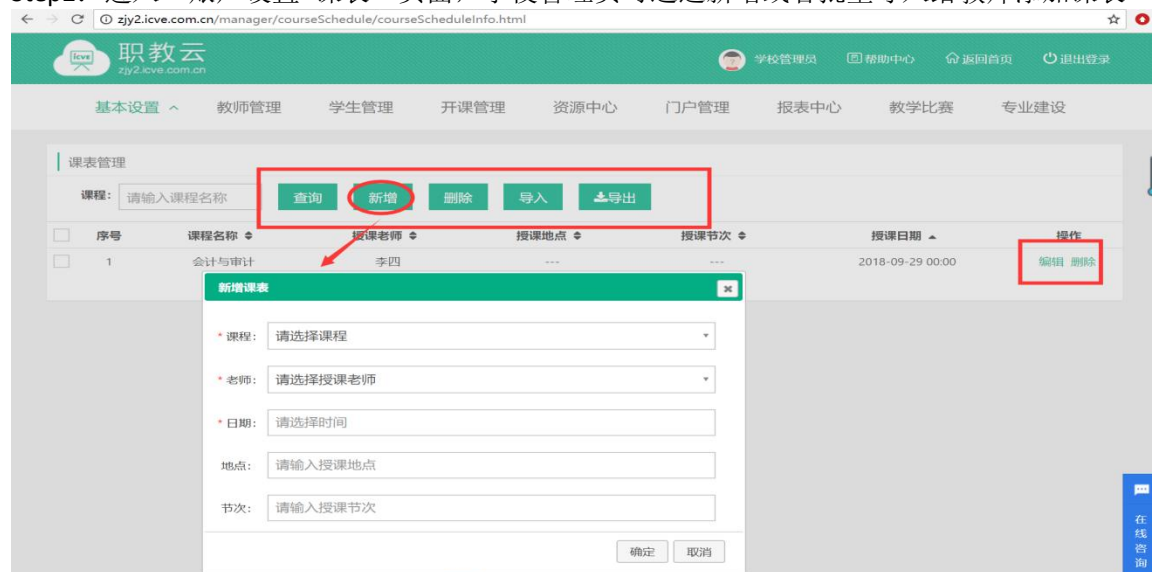 zjy2.icve.com.cn/manager/courseSchedule/courseScheduleInfo.html
icve 职教云 学校管理员 帮助中心 返回首页 退出登录
zjy2.icve.com.cn
基本设置 教师管理 学生管理 开课管理 资源中心 门户管理 报表中心 教学比赛 专业建设
课表管理
课程: 请输入课程名称 查询 新增 删除 导入 导出
序号 课程名称 授课老师 授课地点 授课节次 授课日期 操作
1 会计与审计 李四 --- --- 2018-09-29 00:00 编辑 删除
新增课表
* 课程: 请选择课程
* 老师: 请选择授课老师
* 日期: 请选择时间
地点: 请输入授课地点
节次: 请输入授课节次
确定 取消
在线咨询